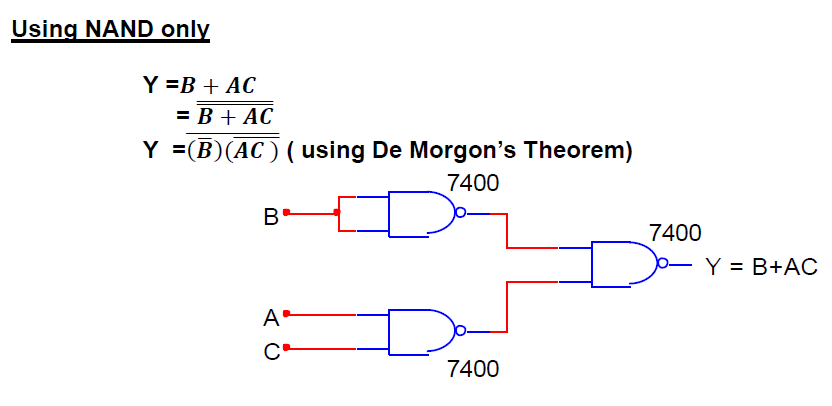 Using NAND only
Y =B + AC
= B + AC
Y =(B)(AC ) ( using De Morgon's Theorem)
7400
B
7400
Y = B+AC
A
C
7400